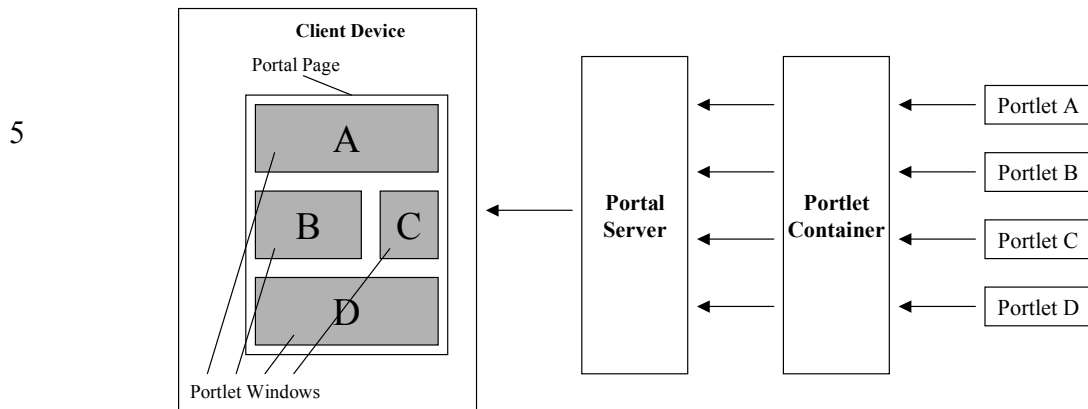 Client Device
Portal Page
5
A
B
C
D
Portlet Windows
Portal
Server
Portlet
Container
Portlet A
Portlet B
Portlet C
Portlet D